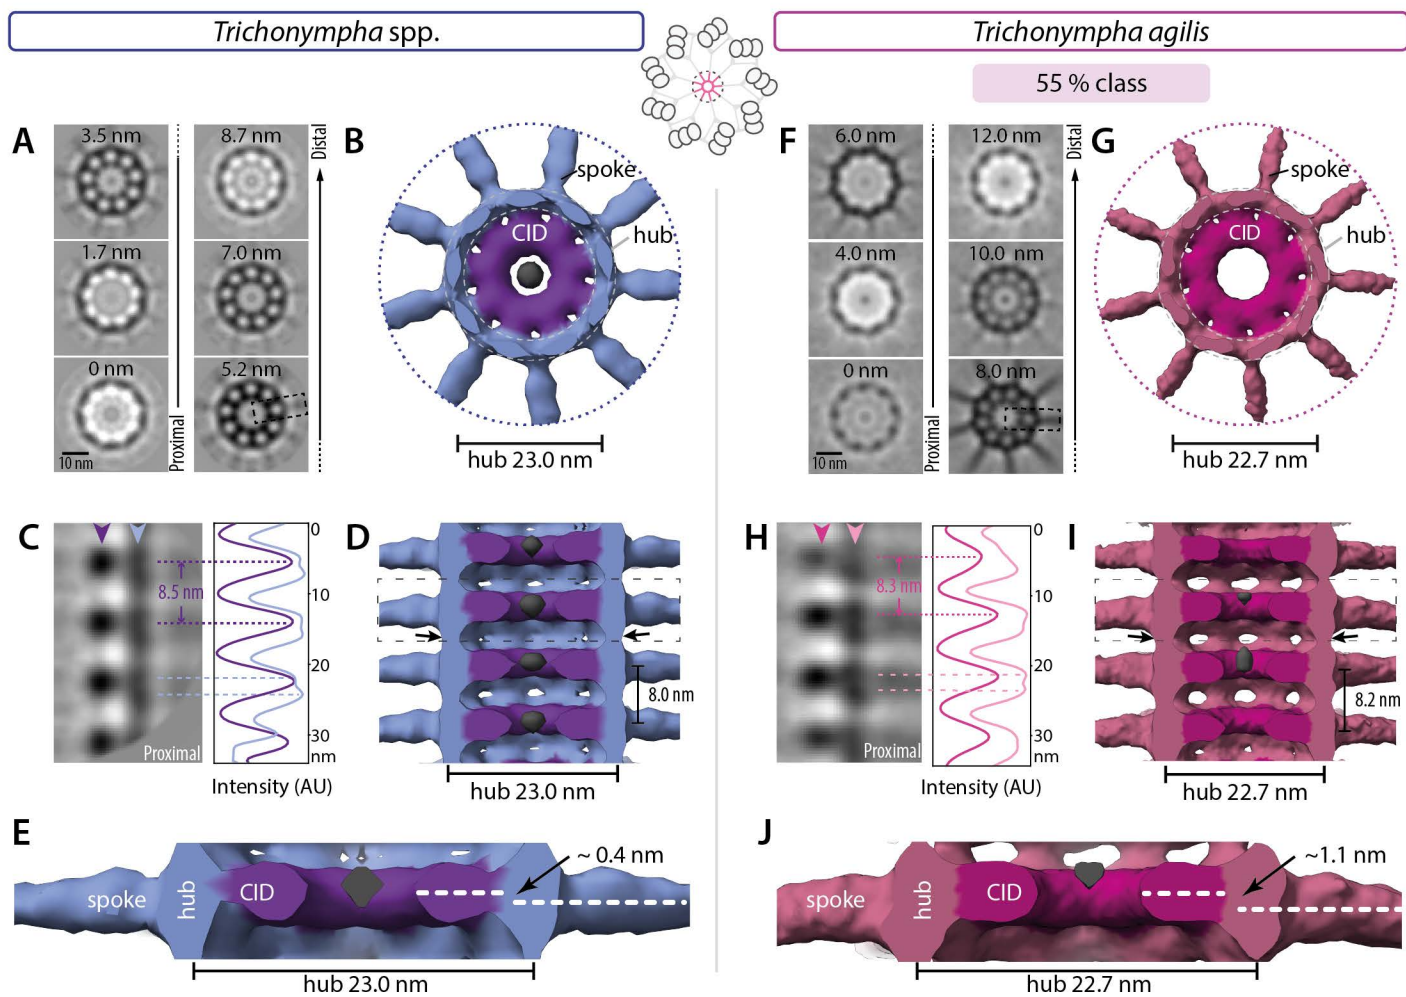 Trichonympha spp.
Trichonympha agilis
55 % class
A
3.5 nm
8.7 nm
1.7 nm
7.0 nm
0 nm
5.2 nm
10 nm
Proximal
Distal
B
spoke
CID
hub
hub 23.0 nm
F
6.0 nm
12.0 nm
4.0 nm
10.0 nm
0 nm
8.0 nm
10 nm
Proximal
Distal
G
spoke
CID
hub
hub 22.7 nm
C
8.5 nm
Proximal
0
10
20
30
nm
Intensity (AU)
D
8.0 nm
hub 23.0 nm
H
8.3 nm
Proximal
0
10
20
30
nm
Intensity (AU)
I
8.2 nm
hub 22.7 nm
E
spoke
hub
CID
~ 0.4 nm
hub 23.0 nm
J
spoke
hub
CID
~1.1 nm
hub 22.7 nm